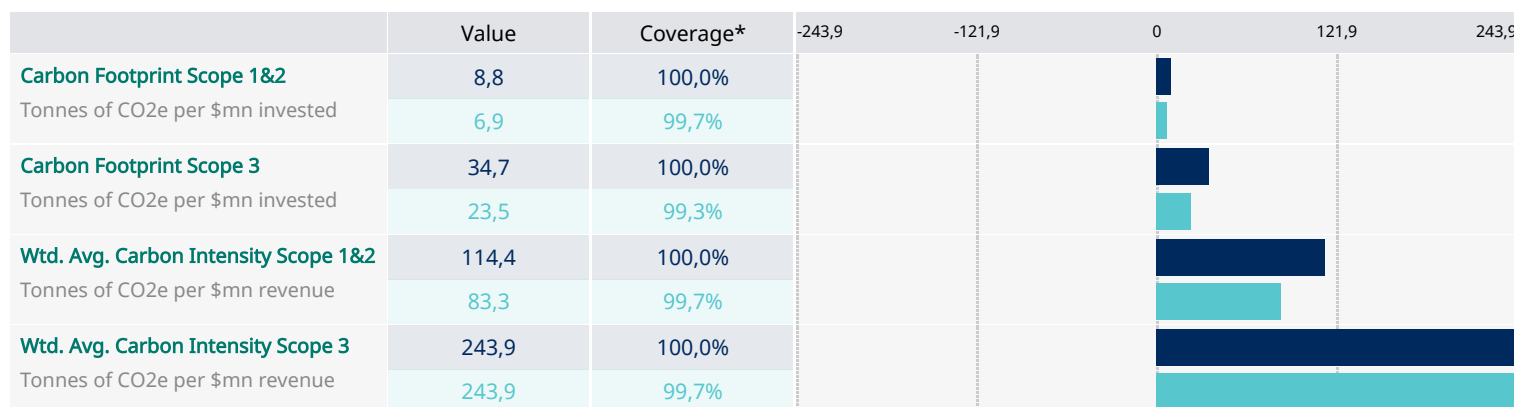 Value Coverage* -243,9 -121,9 0 121,9 243,9
Carbon Footprint Scope 1&2 8,8 100,0%
Tonnes of CO2e per $mn invested 6,9 99,7%
Carbon Footprint Scope 3 34,7 100,0%
Tonnes of CO2e per $mn invested 23,5 99,3%
Wtd. Avg. Carbon Intensity Scope 1&2 114,4 100,0%
Tonnes of CO2e per $mn revenue 83,3 99,7%
Wtd. Avg. Carbon Intensity Scope 3 243,9 100,0%
Tonnes of CO2e per $mn revenue 243,9 99,7%